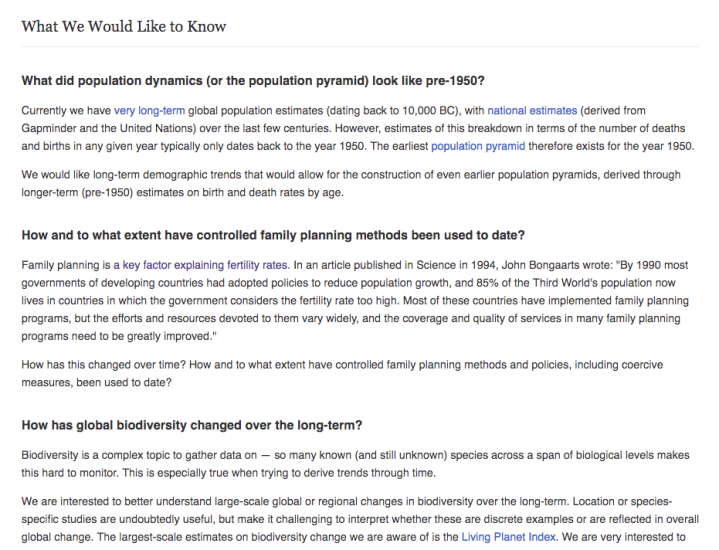 What We Would Like to Know
What did population dynamics (or the population pyramid) look like pre-1950?
Currently we have very long-term global population estimates (dating back to 10,000 BC), with national estimates (derived from
Gapminder and the United Nations) over the last few centuries. However, estimates of this breakdown in terms of the number of deaths
and births in any given year typically only dates back to the year 1950. The earliest population pyramid therefore exists for the year 1950.
We would like long-term demographic trends that would allow for the construction of even earlier population pyramids, derived through
longer-term (pre-1950) estimates on birth and death rates by age.
How and to what extent have controlled family planning methods been used to date?
Family planning is a key factor explaining fertility rates. In an article published in Science in 1994, John Bongaarts wrote: "By 1990 most
governments of developing countries had adopted policies to reduce population growth, and 85% of the Third World's population now
lives in countries in which the government considers the fertility rate too high. Most of these countries have implemented family planning
programs, but the efforts and resources devoted to them vary widely, and the coverage and quality of services in many family planning
programs need to be greatly improved."
How has this changed over time? How and to what extent have controlled family planning methods and policies, including coercive
measures, been used to date?
How has global biodiversity changed over the long-term?
Biodiversity is a complex topic to gather data on — so many known (and still unknown) species across a span of biological levels makes
this hard to monitor. This is especially true when trying to derive trends through time.
We are interested to better understand large-scale global or regional changes in biodiversity over the long-term. Location or species-
specific studies are undoubtedly useful, but make it challenging to interpret whether these are discrete examples or are reflected in overall
global change. The largest-scale estimates on biodiversity change we are aware of is the Living Planet Index. We are very interested to